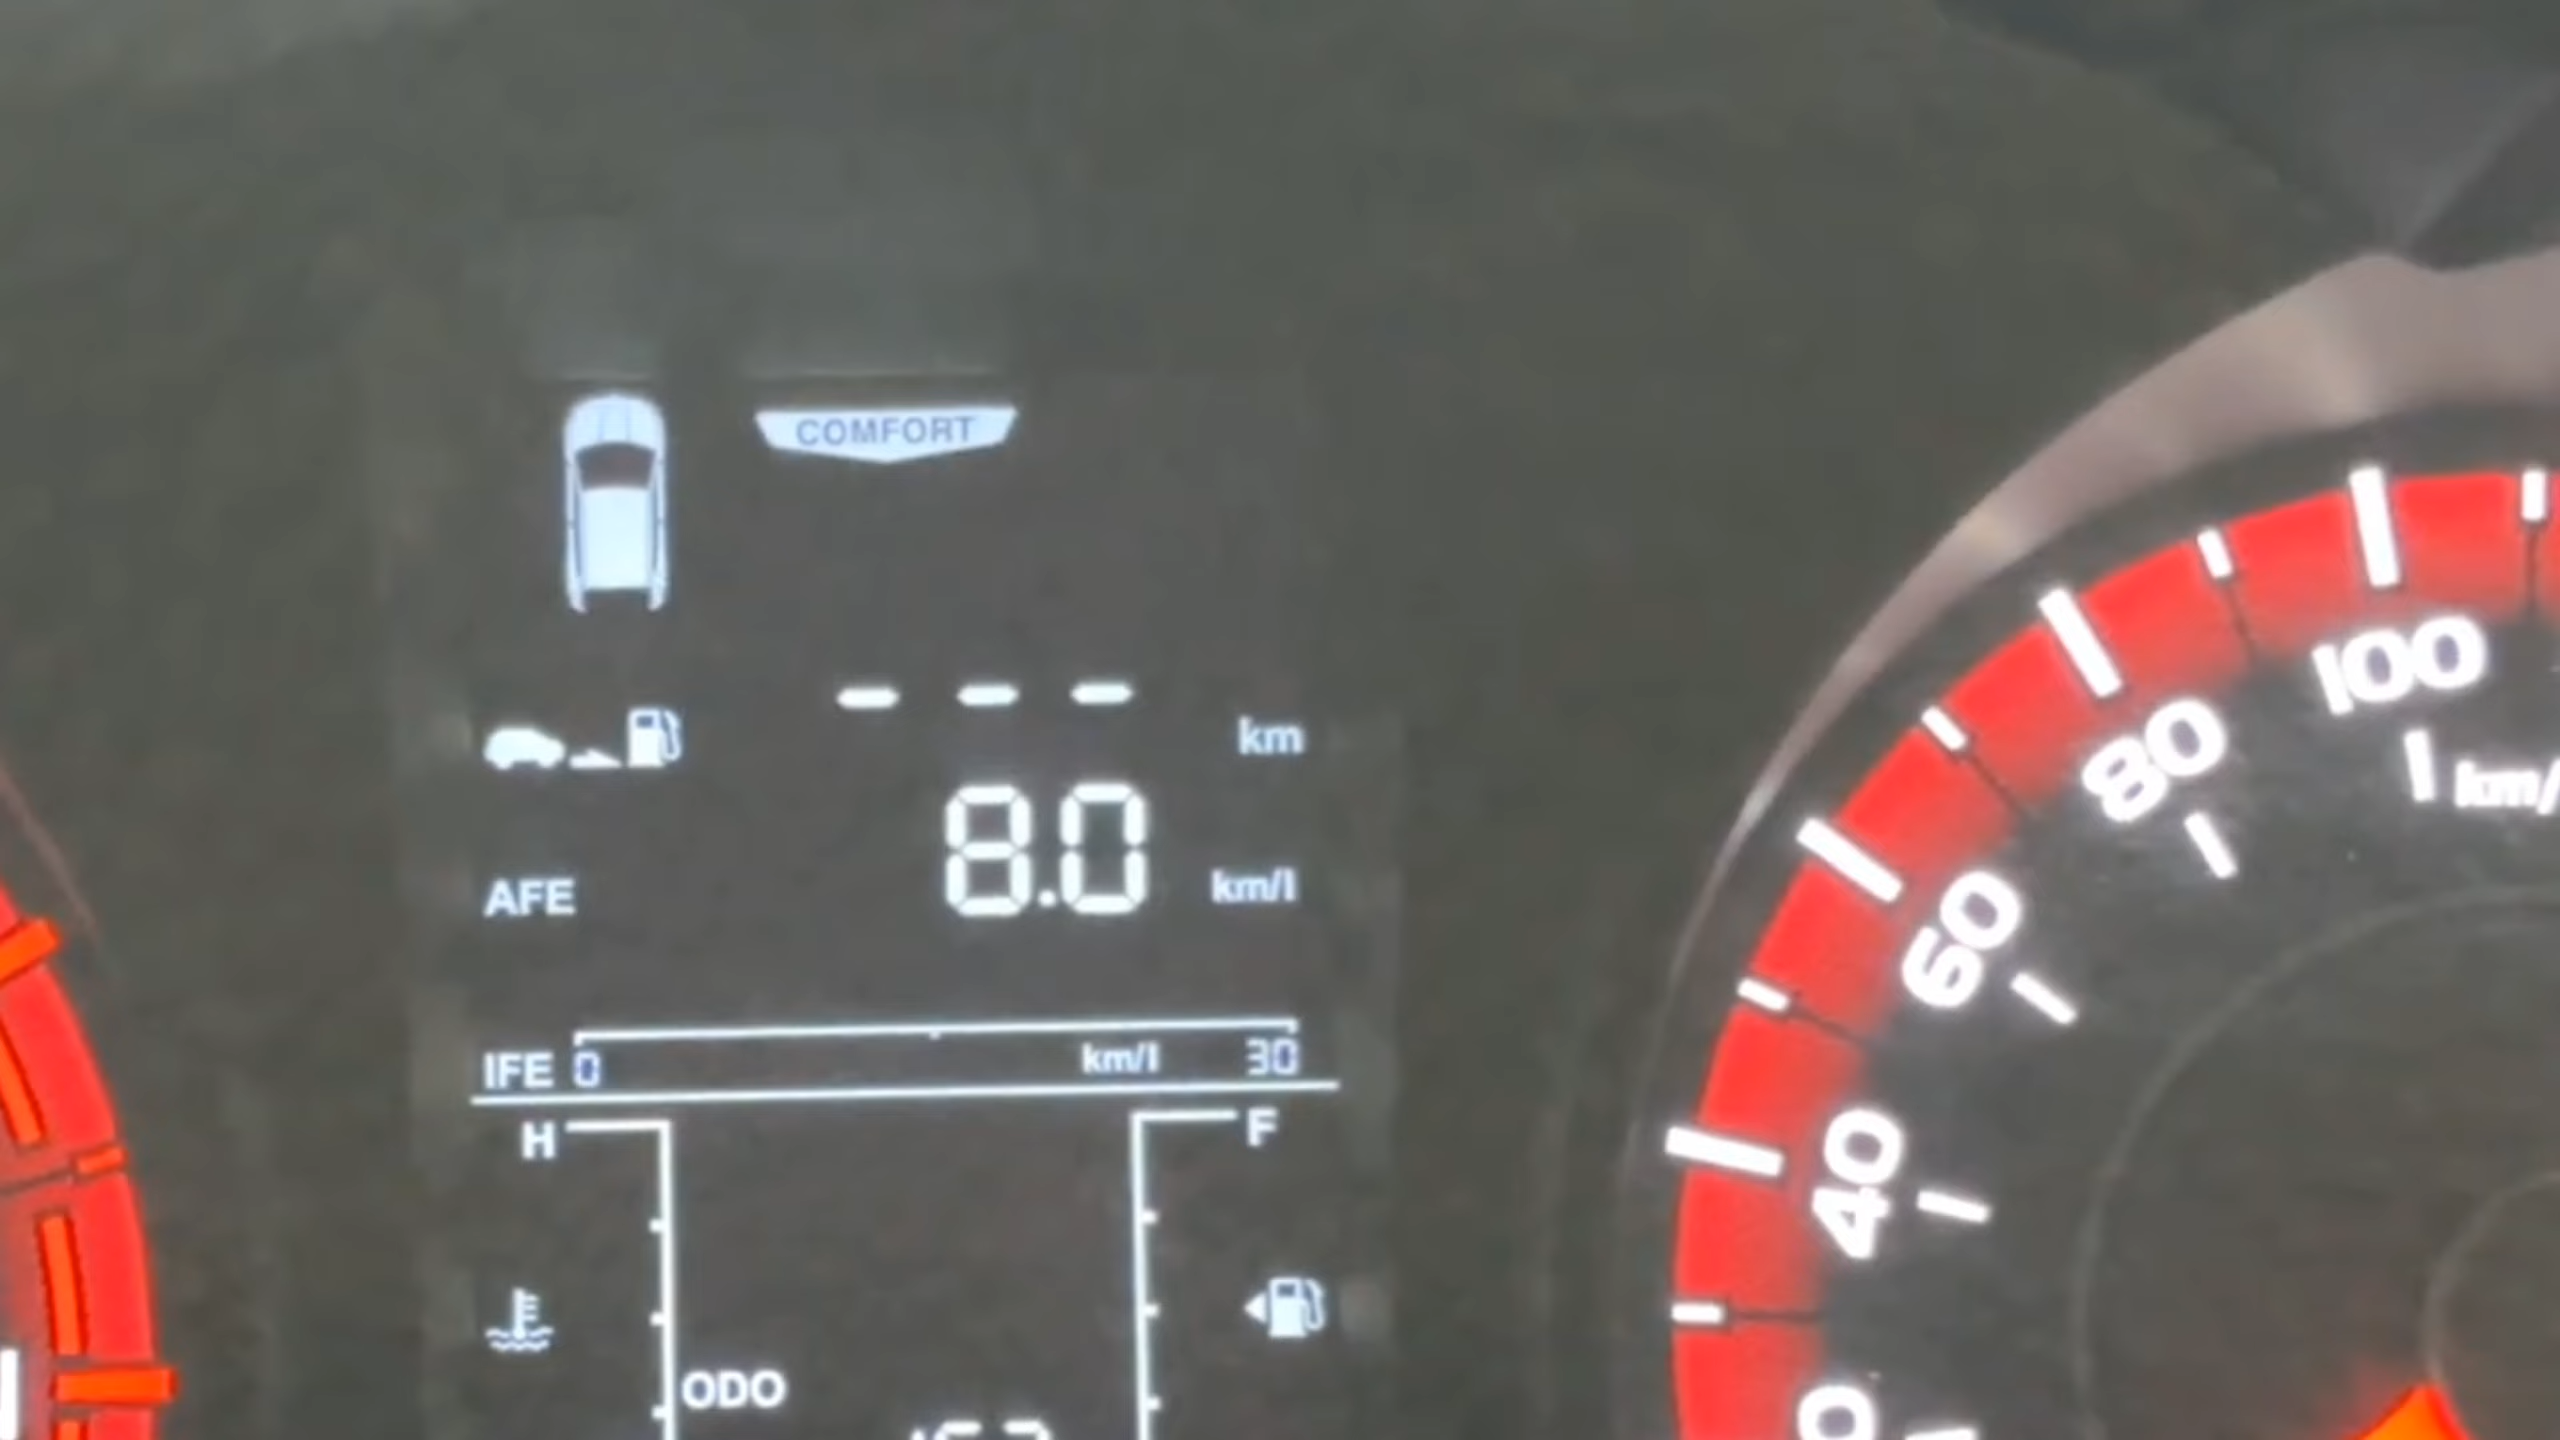 COMFORT
--- km
AFE 8.0 km/l
IFE 0 km/l 30
H F
ODO
100
80
km/
60
40